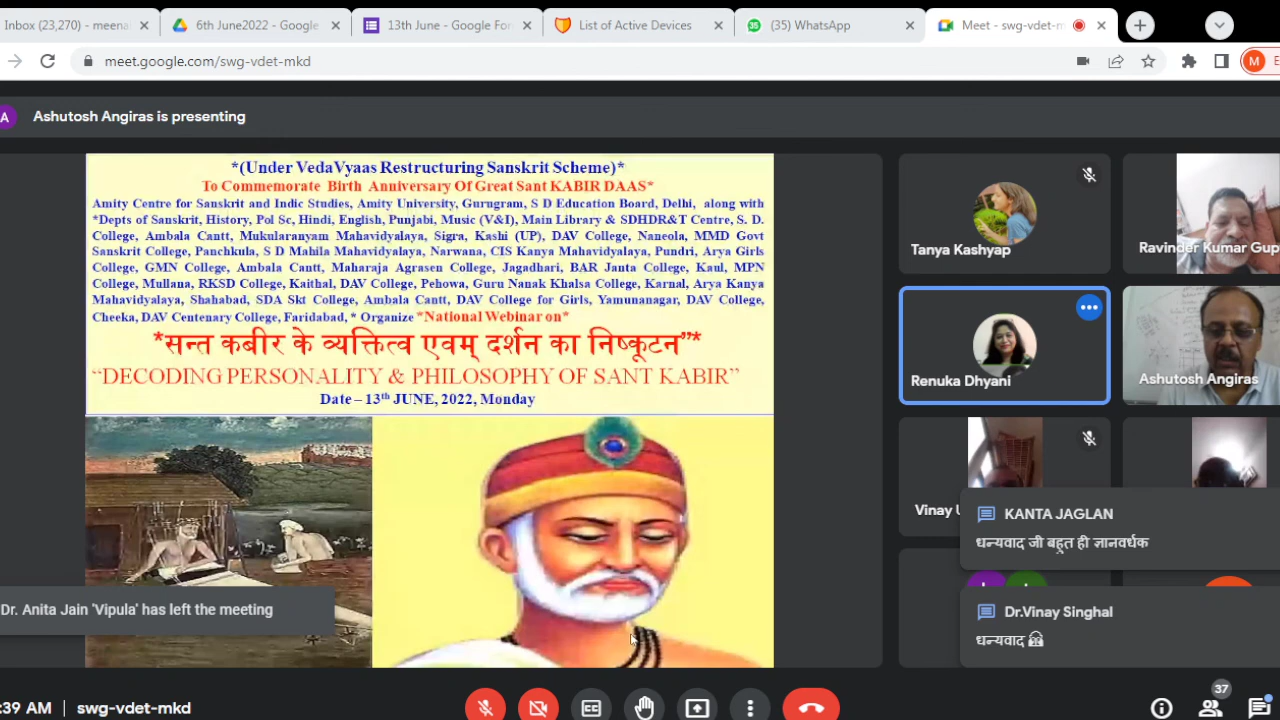 Inbox (23,270) - meena
6th June2022 - Google
13th June - Google For
List of Active Devices
(35) WhatsApp
Meet - swg-vdet-m
meet.google.com/swg-vdet-mkd
M
E
A
Ashutosh Angiras is presenting
*(Under VedaVyaas Restructuring Sanskrit Scheme)*
To Commemorate Birth Anniversary Of Great Sant KABIR DAAS*
Amity Centre for Sanskrit and Indic Studies, Amity University, Gurugram, S D Education Board, Delhi, along with
*Depts of Sanskrit, History, Pol Sc, Hindi, English, Punjabi, Music (V&I), Main Library & SDHDR&T Centre, S. D.
College, Ambala Cantt, Mukularanyam Mahavidyalaya, Sigra, Kashi (UP), DAV College, Naneola, MMD Govt
Sanskrit College, Panchkula, S D Mahila Mahavidyalaya, Narwana, CIS Kanya Mahavidyalaya, Pundri, Arya Girls
College, GMN College, Ambala Cantt, Maharaja Agrasen College, Jagadhari, BAR Janta College, Kaul, MPN
College, Mullana, RKSD College, Kaithal, DAV College, Pehowa, Guru Nanak Khalsa College, Karnal, Arya Kanya
Mahavidyalaya, Shahabad, SDA Skt College, Ambala Cantt, DAV College for Girls, Yamunanagar, DAV College,
Cheeka, DAV Centenary College, Faridabad, * Organize *National Webinar on*
*सन्त कबीर के व्यक्तित्व एवम् दर्शन का निष्कूटन”*
“DECODING PERSONALITY & PHILOSOPHY OF SANT KABIR”
Date – 13th JUNE, 2022, Monday
Tanya Kashyap
Ravinder Kumar Gup
Renuka Dhyani
Ashutosh Angiras
Vinay
KANTA JAGLAN
धन्यवाद जी बहुत ही ज्ञानवर्धक
Dr.Vinay Singhal
धन्यवाद
Dr. Anita Jain 'Vipula' has left the meeting
:39 AM | swg-vdet-mkd
37